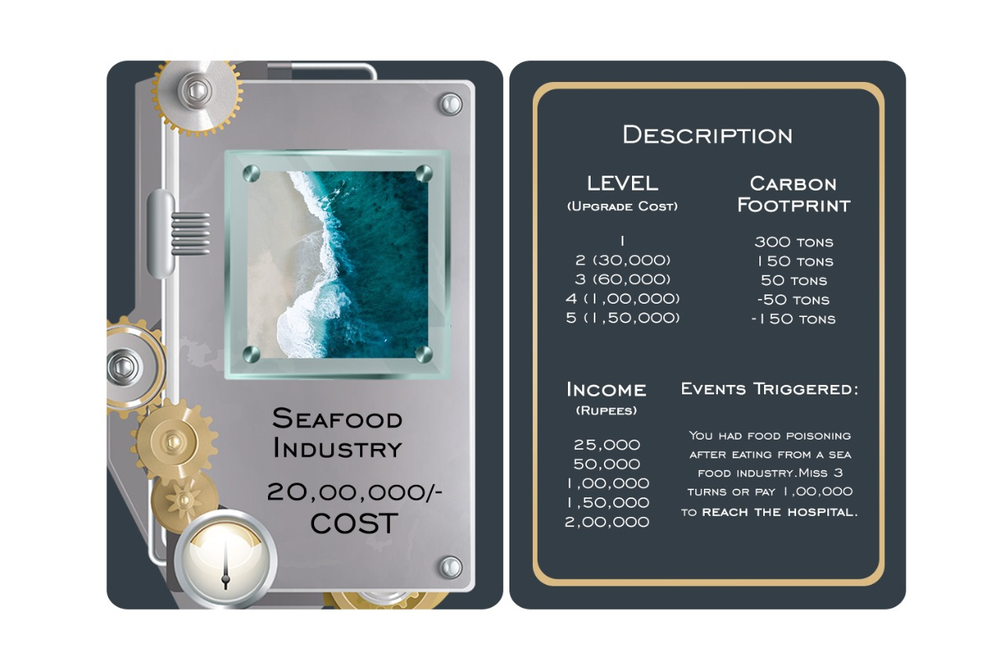 Seafood
Industry
20,00,000/-
COST
Description
LEVEL
(Upgrade Cost)
1
2 (30,000)
3 (60,000)
4 (1,00,000)
5 (1,50,000)
Carbon
Footprint
300 tons
150 tons
50 tons
-50 tons
-150 tons
Income
(Rupees)
25,000
50,000
1,00,000
1,50,000
2,00,000
Events Triggered:
You had food poisoning
after eating from a sea
food industry.Miss 3
turns or pay 1,00,000
to reach the hospital.